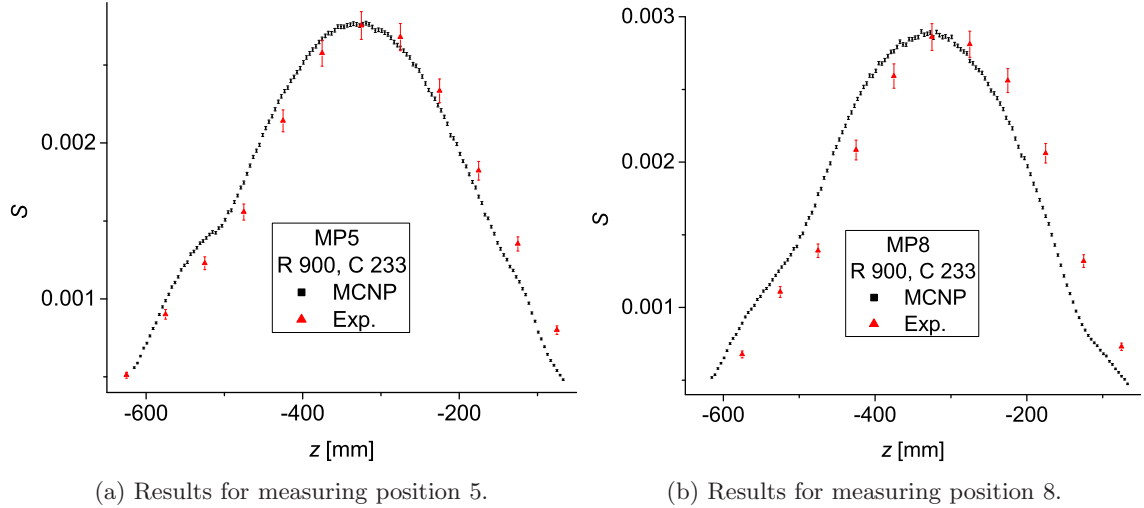 0.002
0.001
S
-600
-400
-200
z [mm]
MP5
R 900, C 233
MCNP
Exp.
(a) Results for measuring position 5.
0.003
0.002
0.001
S
-600
-400
-200
z [mm]
MP8
R 900, C 233
MCNP
Exp.
(b) Results for measuring position 8.